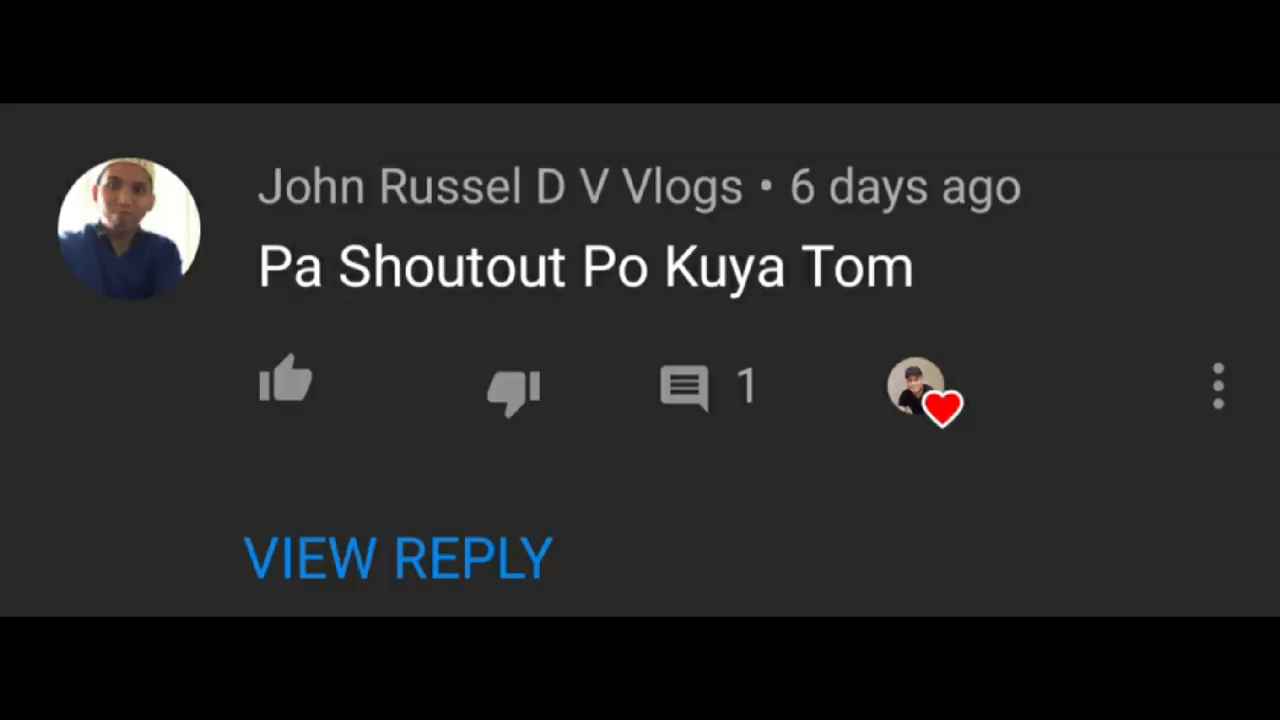 John Russel D V Vlogs • 6 days ago
Pa Shoutout Po Kuya Tom
1
VIEW REPLY